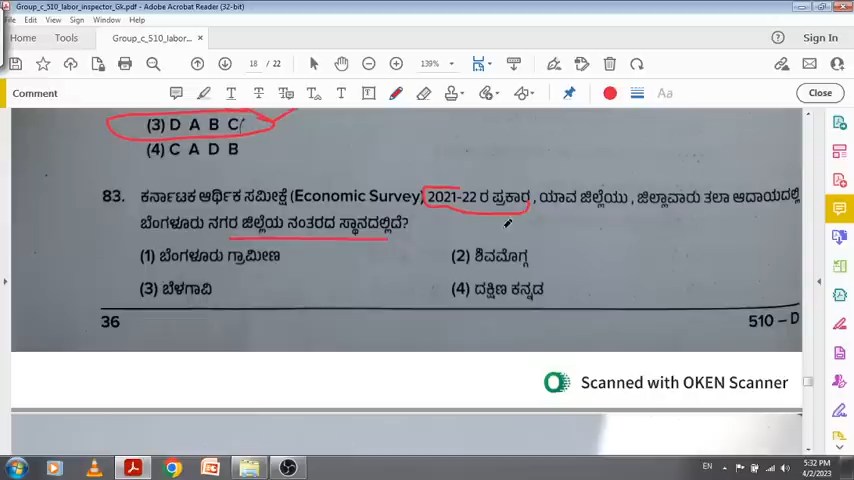 Group_c_510_labor_inspector_Gk.pdf - Adobe Acrobat Reader (32-bit)
File Edit View Sign Window Help
Home Tools Group_c_510_labor... × Sign In
18 / 22 139%
Comment Aa Close
(3) D A B C
(4) C A D B
83. ಕರ್ನಾಟಕ ಆರ್ಥಿಕ ಸಮೀಕ್ಷೆ (Economic Survey) 2021-22 ರ ಪ್ರಕಾರ , ಯಾವ ಜಿಲ್ಲೆಯು , ಜಿಲ್ಲಾವಾರು ತಲಾ ಆದಾಯದಲ್ಲಿ
ಬೆಂಗಳೂರು ನಗರ ಜಿಲ್ಲೆಯ ನಂತರದ ಸ್ಥಾನದಲ್ಲಿದೆ?
(1) ಬೆಂಗಳೂರು ಗ್ರಾಮೀಣ (2) ಶಿವಮೊಗ್ಗ
(3) ಬೆಳಗಾವಿ (4) ದಕ್ಷಿಣ ಕನ್ನಡ
36 510 – D
Scanned with OKEN Scanner
EN 5:32 PM
4/2/2023